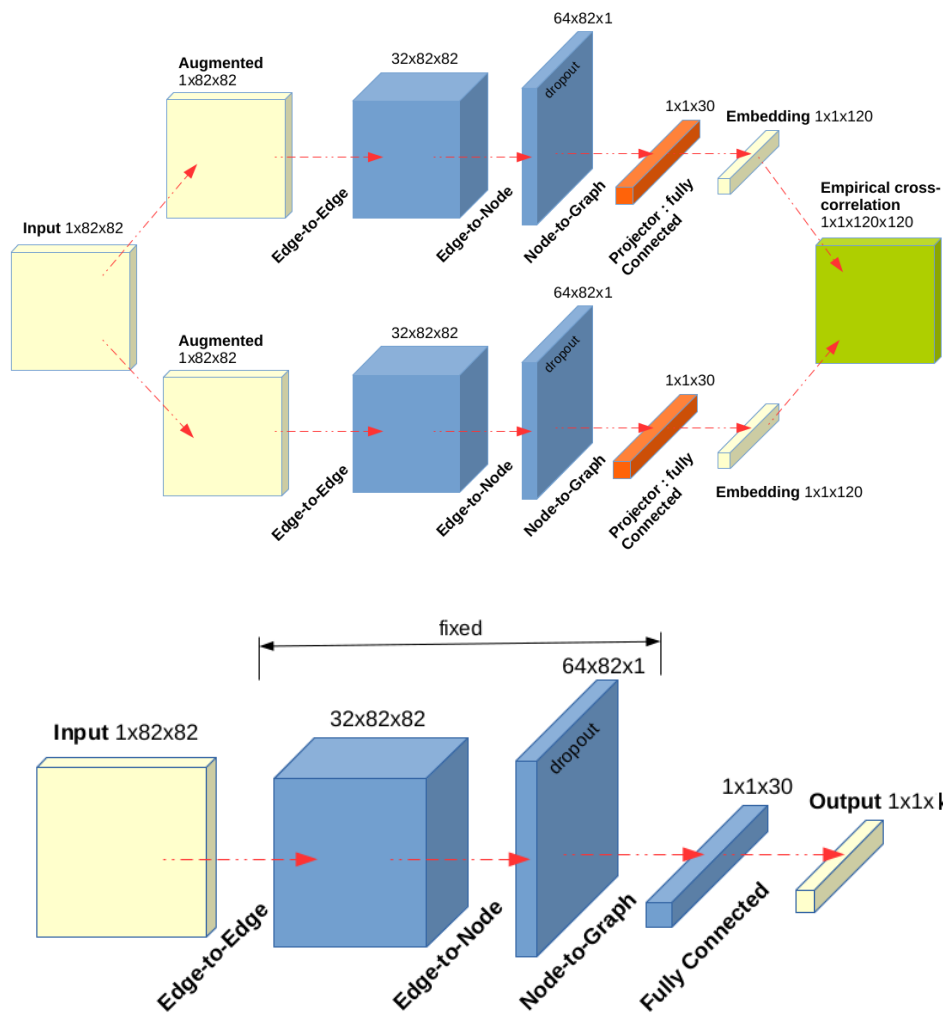 64x82x1
32x82x82
Augmented
1x82x82
dropout
1x1x30
Embedding 1x1x120
Empirical cross-
correlation
1x1x120x120
Input 1x82x82
Edge-to-Edge
Edge-to-Node
Node-to-Graph
Projector : fully
Connected
64x82x1
32x82x82
Augmented
1x82x82
dropout
1x1x30
Edge-to-Edge
Edge-to-Node
Node-to-Graph
Projector : fully
Connected
Embedding 1x1x120
fixed
64x82x1
32x82x82
Input 1x82x82
dropout
1x1x30
Output 1x1x k
Edge-to-Edge
Edge-to-Node
Node-to-Graph
Fully Connected